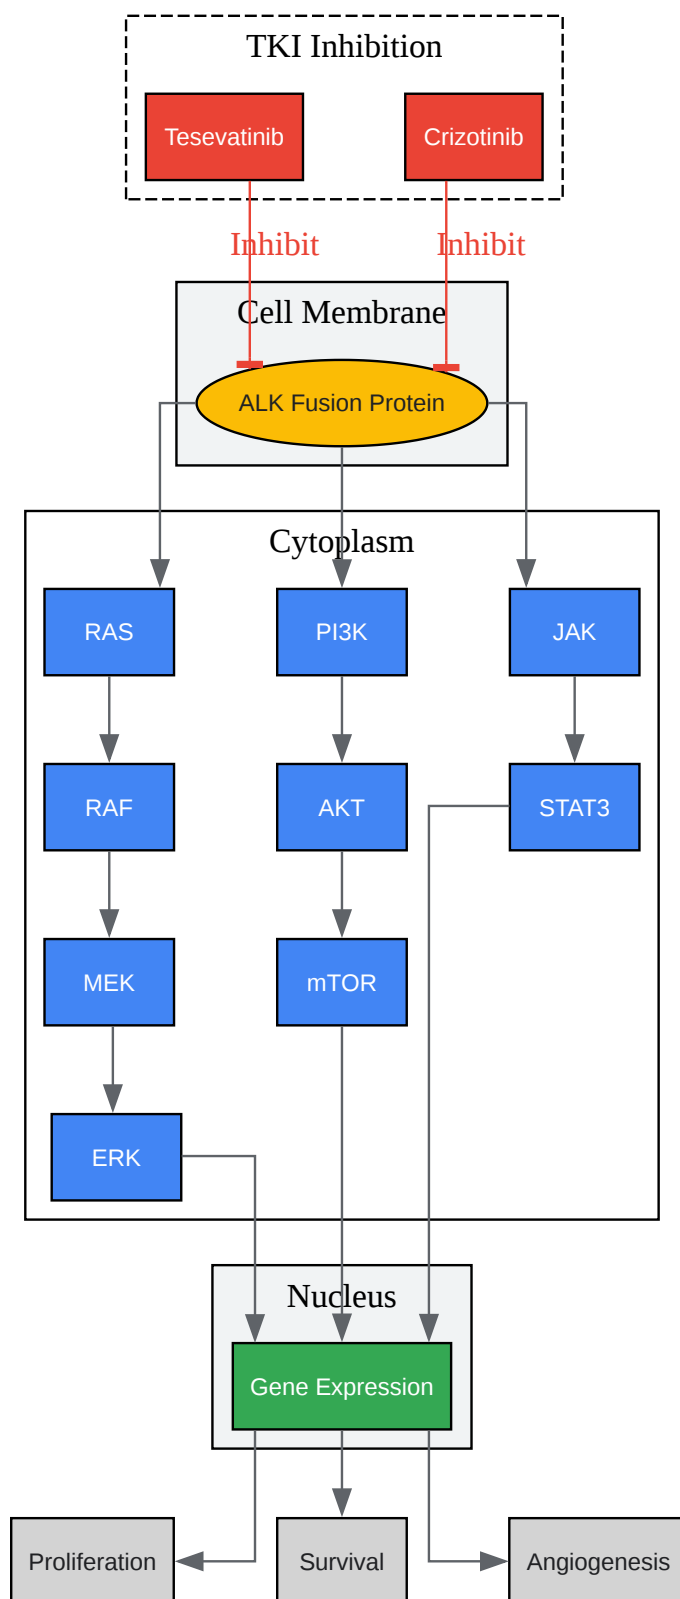 TKI Inhibition
Tesevatinib
Crizotinib
Inhibit
Inhibit
Cell Membrane
ALK Fusion Protein
Cytoplasm
RAS
PI3K
JAK
RAF
AKT
STAT3
MEK
mTOR
ERK
Nucleus
Gene Expression
Proliferation
Survival
Angiogenesis